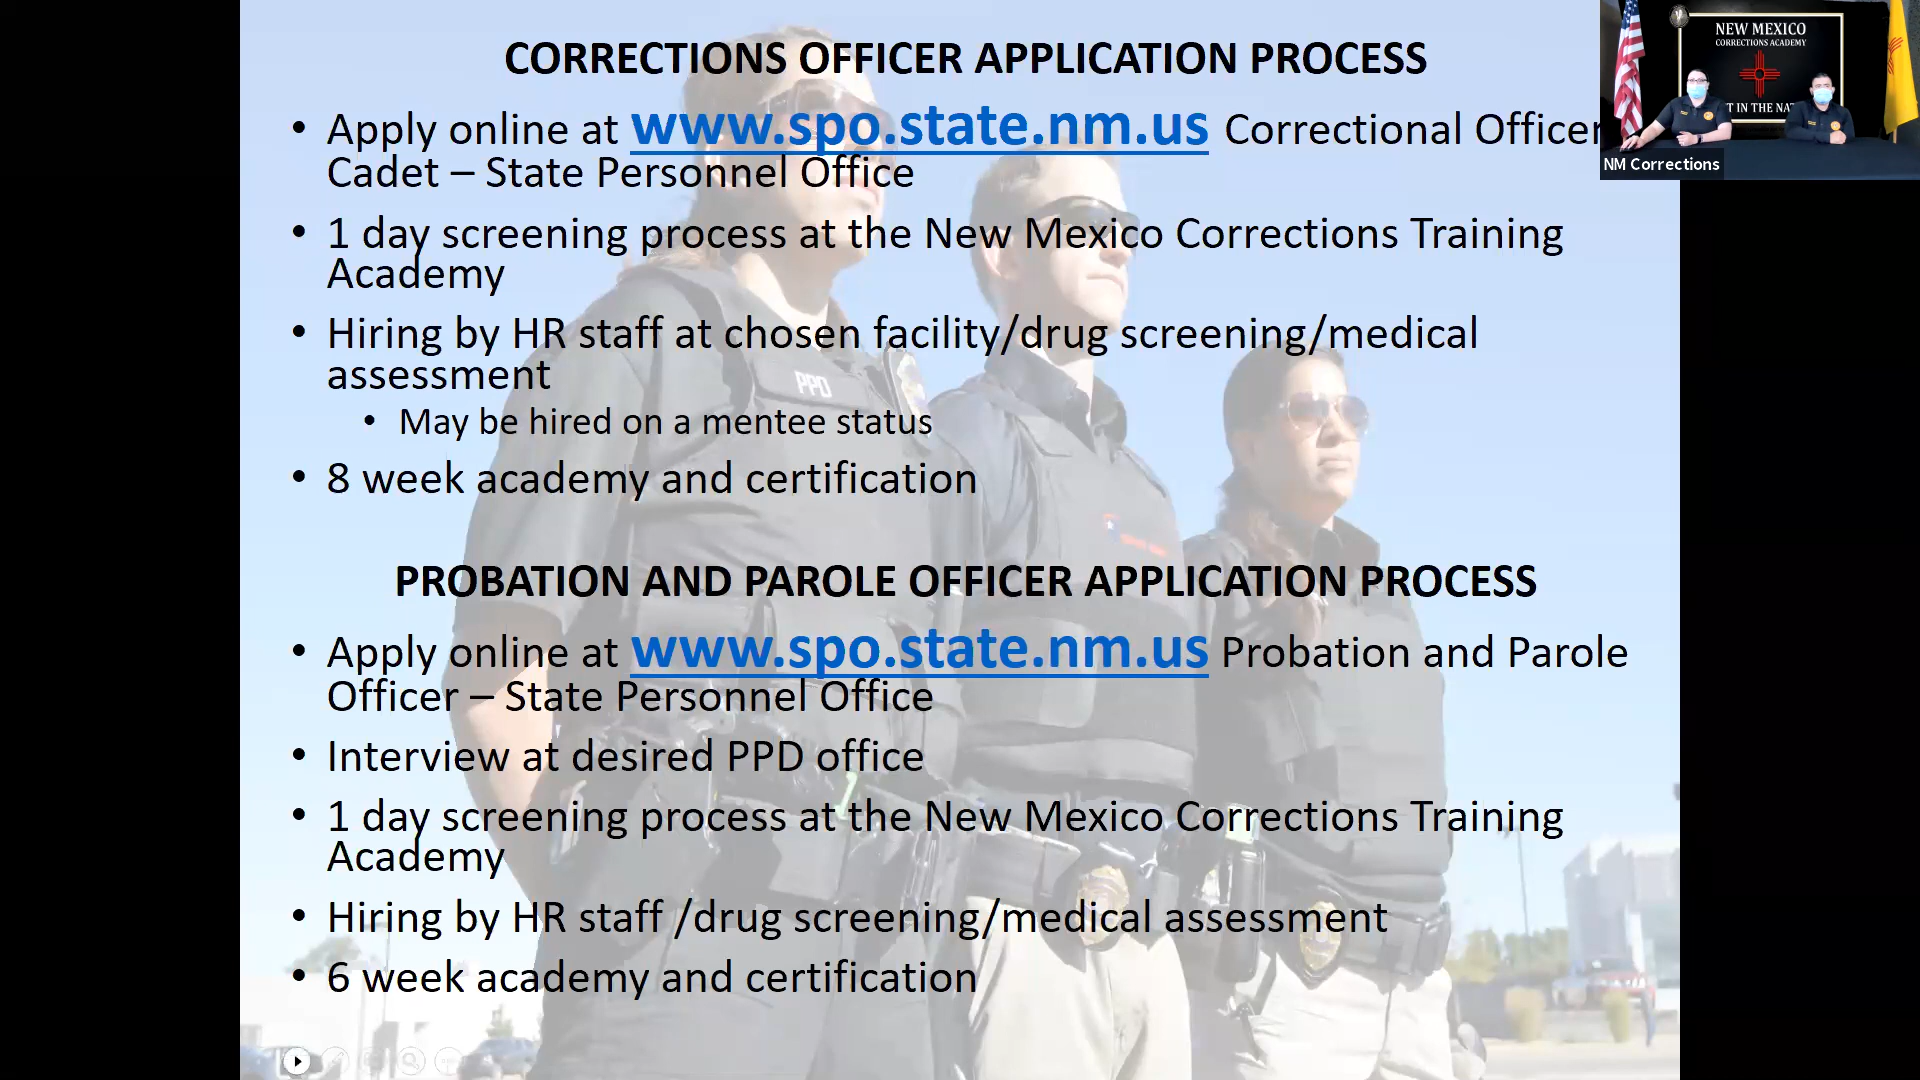 CORRECTIONS OFFICER APPLICATION PROCESS
• Apply online at www.spo.state.nm.us Correctional Officer
Cadet – State Personnel Office
• 1 day screening process at the New Mexico Corrections Training
Academy
• Hiring by HR staff at chosen facility/drug screening/medical
assessment
• May be hired on a mentee status
• 8 week academy and certification
PROBATION AND PAROLE OFFICER APPLICATION PROCESS
• Apply online at www.spo.state.nm.us Probation and Parole
Officer – State Personnel Office
• Interview at desired PPD office
• 1 day screening process at the New Mexico Corrections Training
Academy
• Hiring by HR staff /drug screening/medical assessment
• 6 week academy and certification
PPD
NEW MEXICO
CORRECTIONS ACADEMY
T IN THE NA
NM Corrections